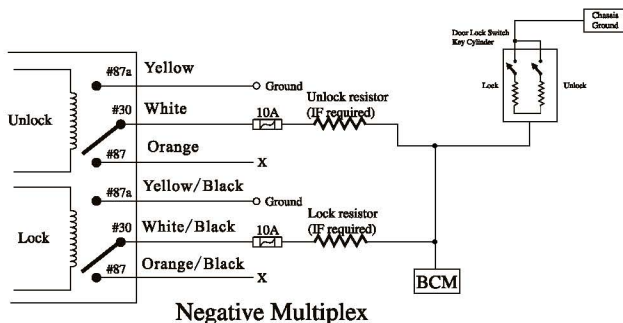 Chassis
Ground
Door Lock Switch
Key Cylinder
Lock
Unlock
#87a
Yellow
Ground
#30
White
10A
Unlock resistor
(IF required)
Unlock
#87
Orange
X
#87a
Yellow/Black
Ground
#30
White/Black
10A
Lock resistor
(IF required)
Lock
#87
Orange/Black
X
BCM
Negative Multiplex